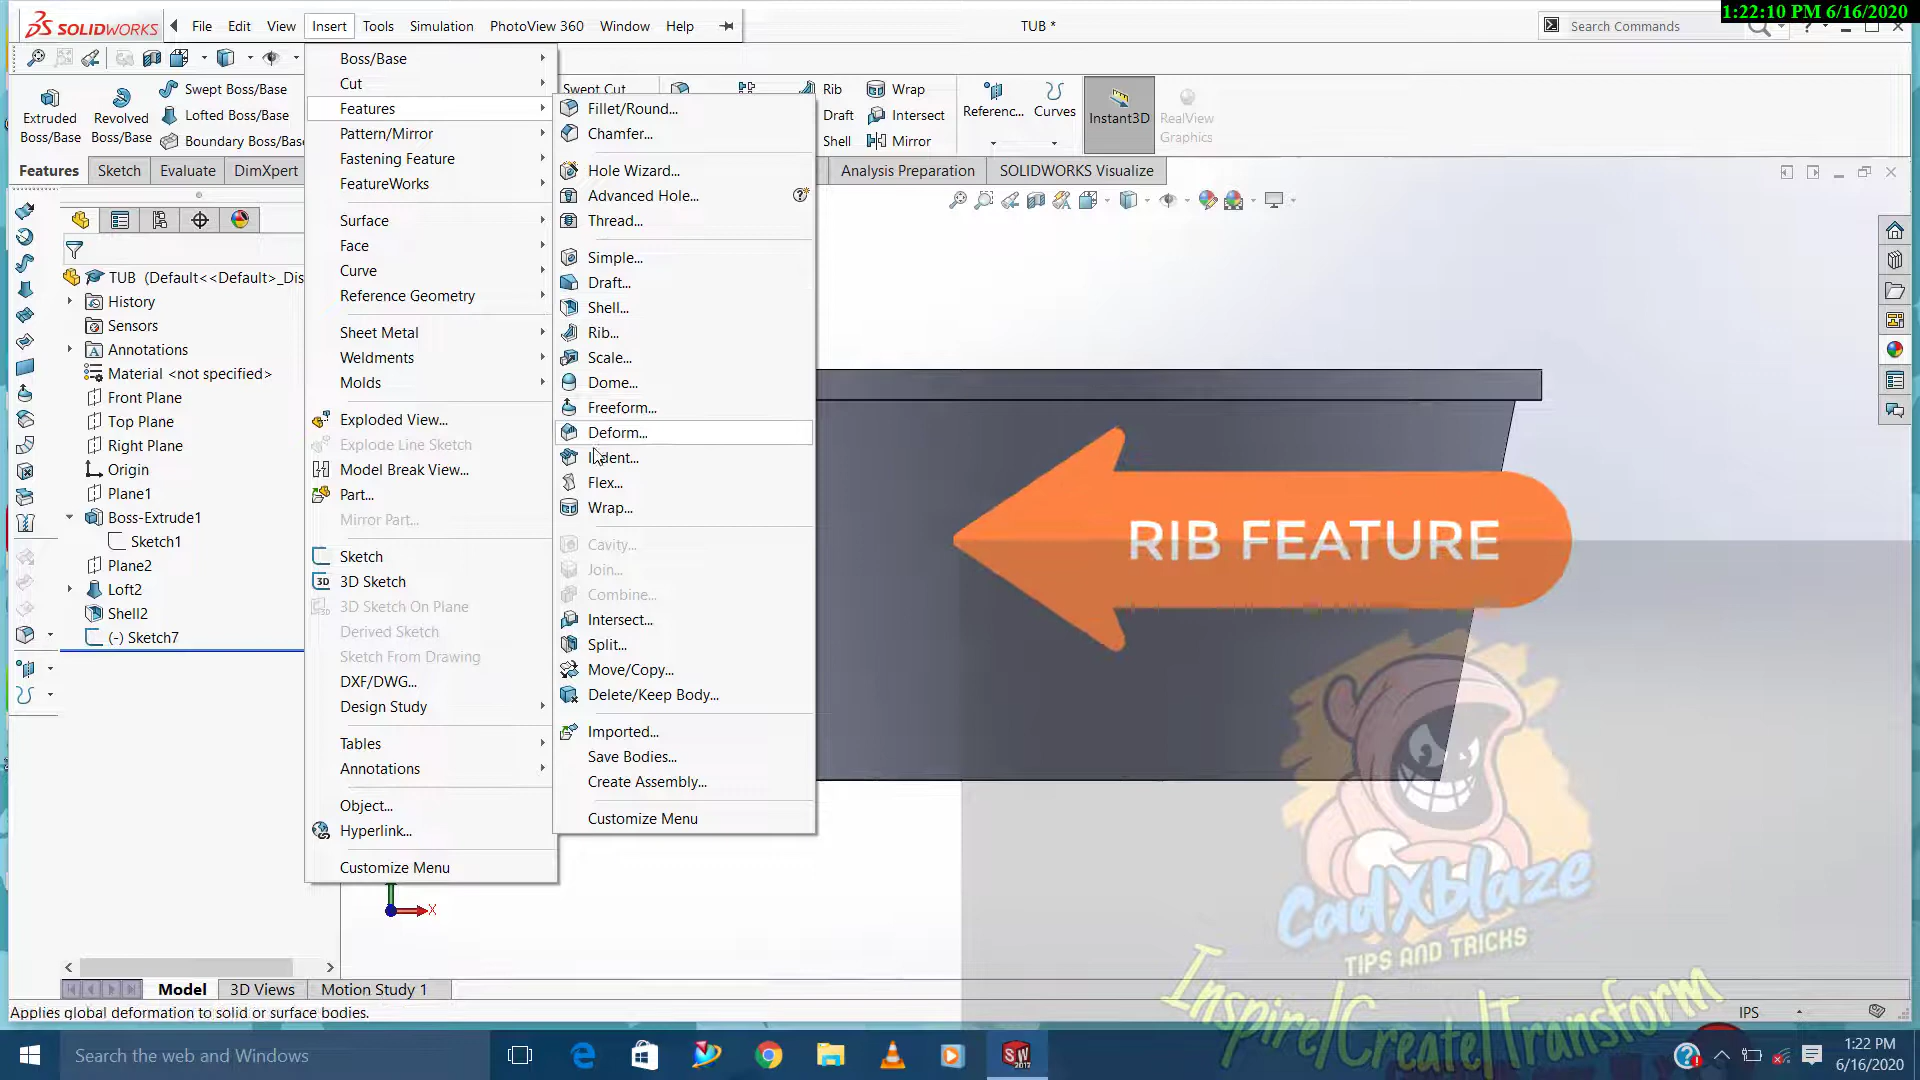 1:22:10 PM 6/16/2020
SOLIDWORKS
File Edit View Insert Tools Simulation PhotoView 360 Window Help
TUB *
Search Commands
Extruded Boss/Base
Revolved Boss/Base
Swept Boss/Base
Lofted Boss/Base
Boundary Boss/Base
Swept Cut
Rib
Draft
Shell
Wrap
Intersect
Mirror
Referenc...
Curves
Instant3D
RealView Graphics
Features Sketch Evaluate DimXpert Analysis Preparation SOLIDWORKS Visualize
TUB (Default<<Default>_Dis
History
Sensors
Annotations
Material <not specified>
Front Plane
Top Plane
Right Plane
Origin
Plane1
Boss-Extrude1
Sketch1
Plane2
Loft2
Shell2
(-) Sketch7
Boss/Base
Cut
Features
Pattern/Mirror
Fastening Feature
FeatureWorks
Surface
Face
Curve
Reference Geometry
Sheet Metal
Weldments
Molds
Exploded View...
Explode Line Sketch
Model Break View...
Part...
Mirror Part...
Sketch
3D Sketch
3D Sketch On Plane
Derived Sketch
Sketch From Drawing
DXF/DWG...
Design Study
Tables
Annotations
Object...
Hyperlink...
Customize Menu
Fillet/Round...
Chamfer...
Hole Wizard...
Advanced Hole...
Thread...
Simple...
Draft...
Shell...
Rib...
Scale...
Dome...
Freeform...
Deform...
Indent...
Flex...
Wrap...
Cavity...
Join...
Combine...
Intersect...
Split...
Move/Copy...
Delete/Keep Body...
Imported...
Save Bodies...
Create Assembly...
Customize Menu
RIB FEATURE
CadXblaze
TIPS AND TRICKS
Inspire/Create/Transform
X
Model 3D Views Motion Study 1
Applies global deformation to solid or surface bodies.
IPS
Search the web and Windows
SW
2017
1:22 PM
6/16/2020